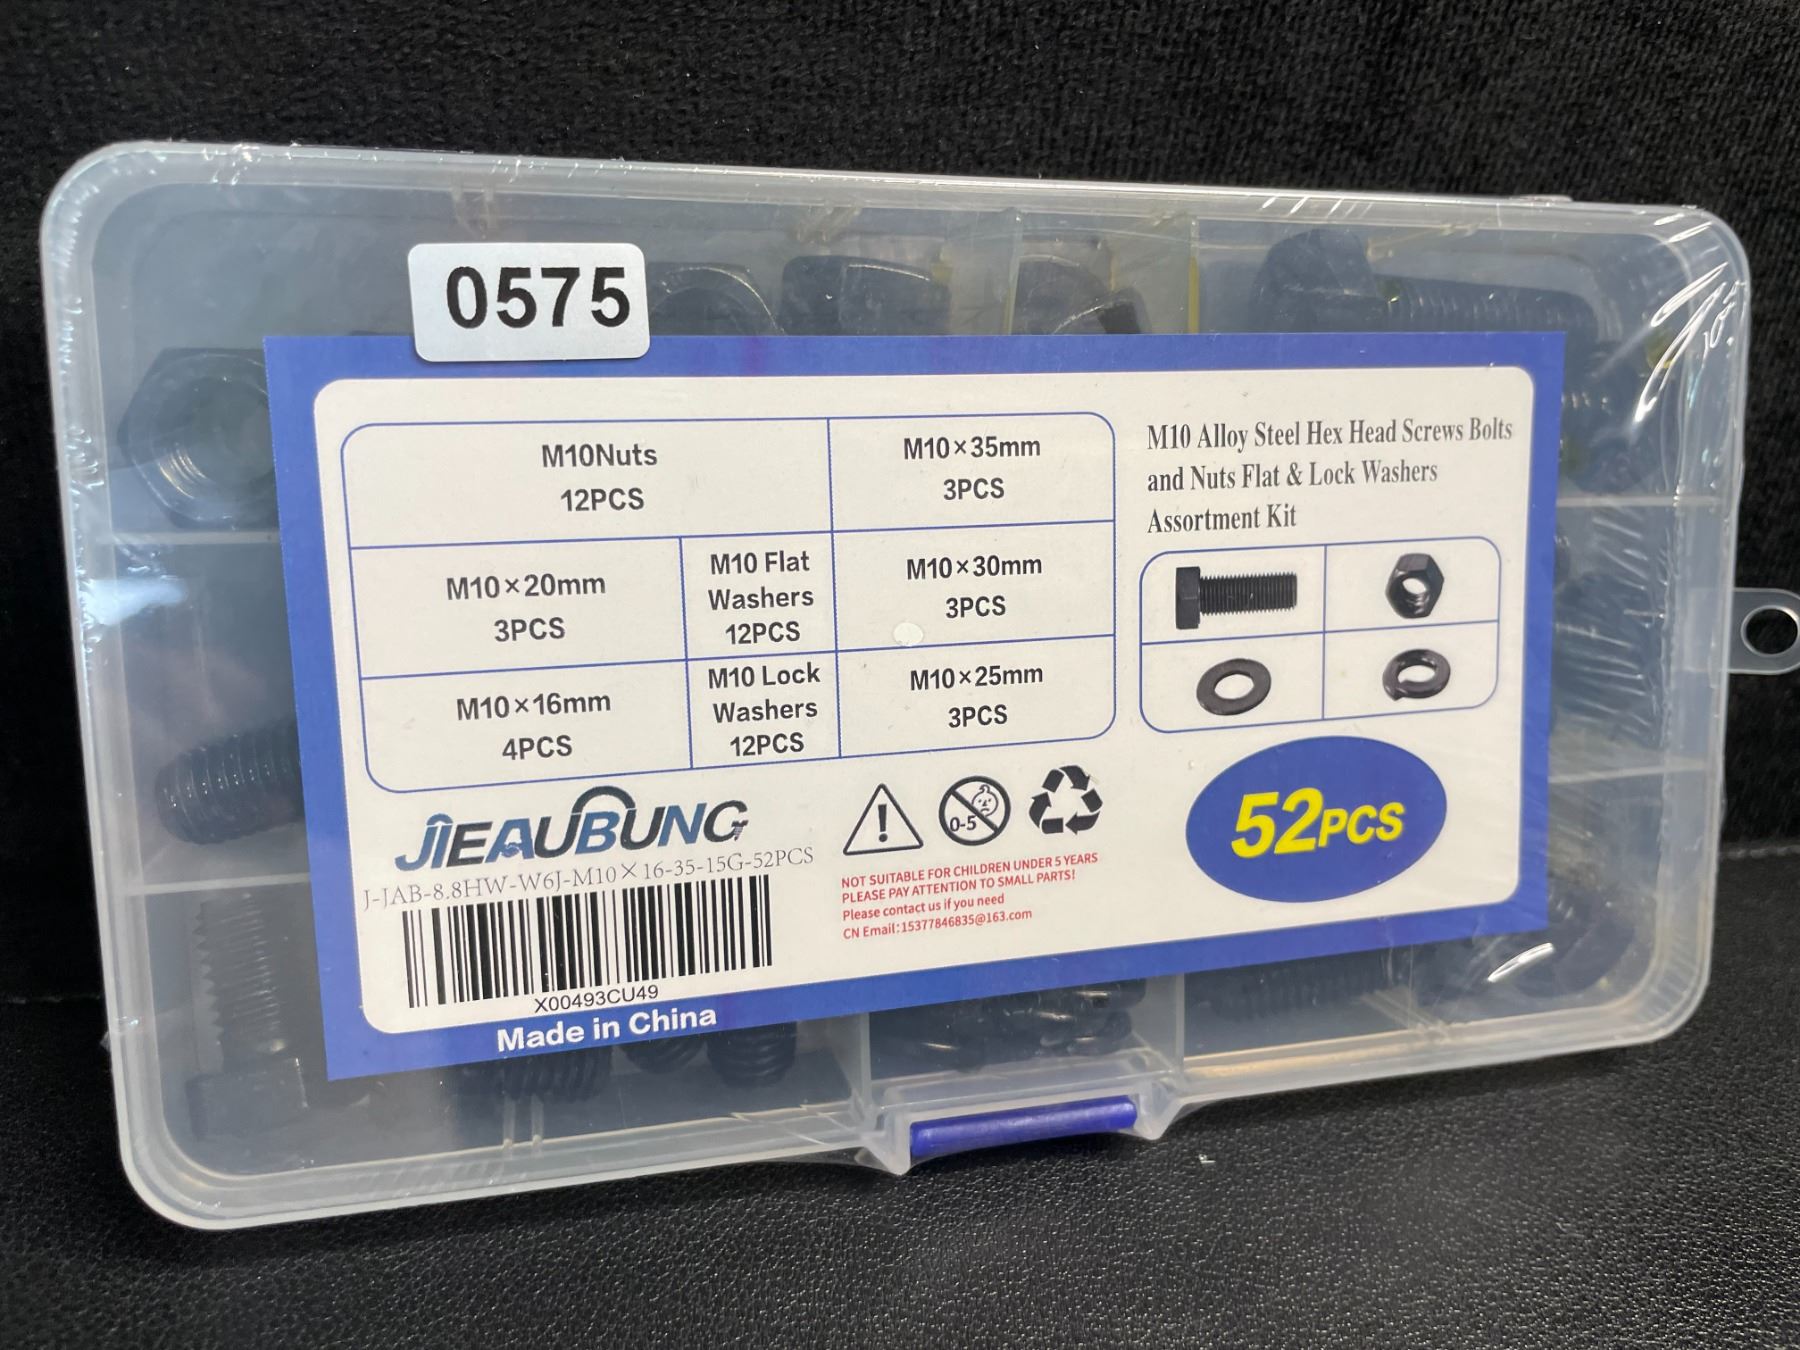 0575
M10Nuts
12PCS
M10×35mm
3PCS
M10×20mm
3PCS
M10 Flat
Washers
12PCS
M10×30mm
3PCS
M10×16mm
4PCS
M10 Lock
Washers
12PCS
M10×25mm
3PCS
M10 Alloy Steel Hex Head Screws Bolts
and Nuts Flat & Lock Washers
Assortment Kit
52PCS
JIEAUBUNG
J-JAB-8.8HW-W6J-M10×16-35-15G-52PCS
X00493CU49
Made in China
0-5
NOT SUITABLE FOR CHILDREN UNDER 5 YEARS
PLEASE PAY ATTENTION TO SMALL PARTS!
Please contact us if you need
CN Email:15377846835@163.com